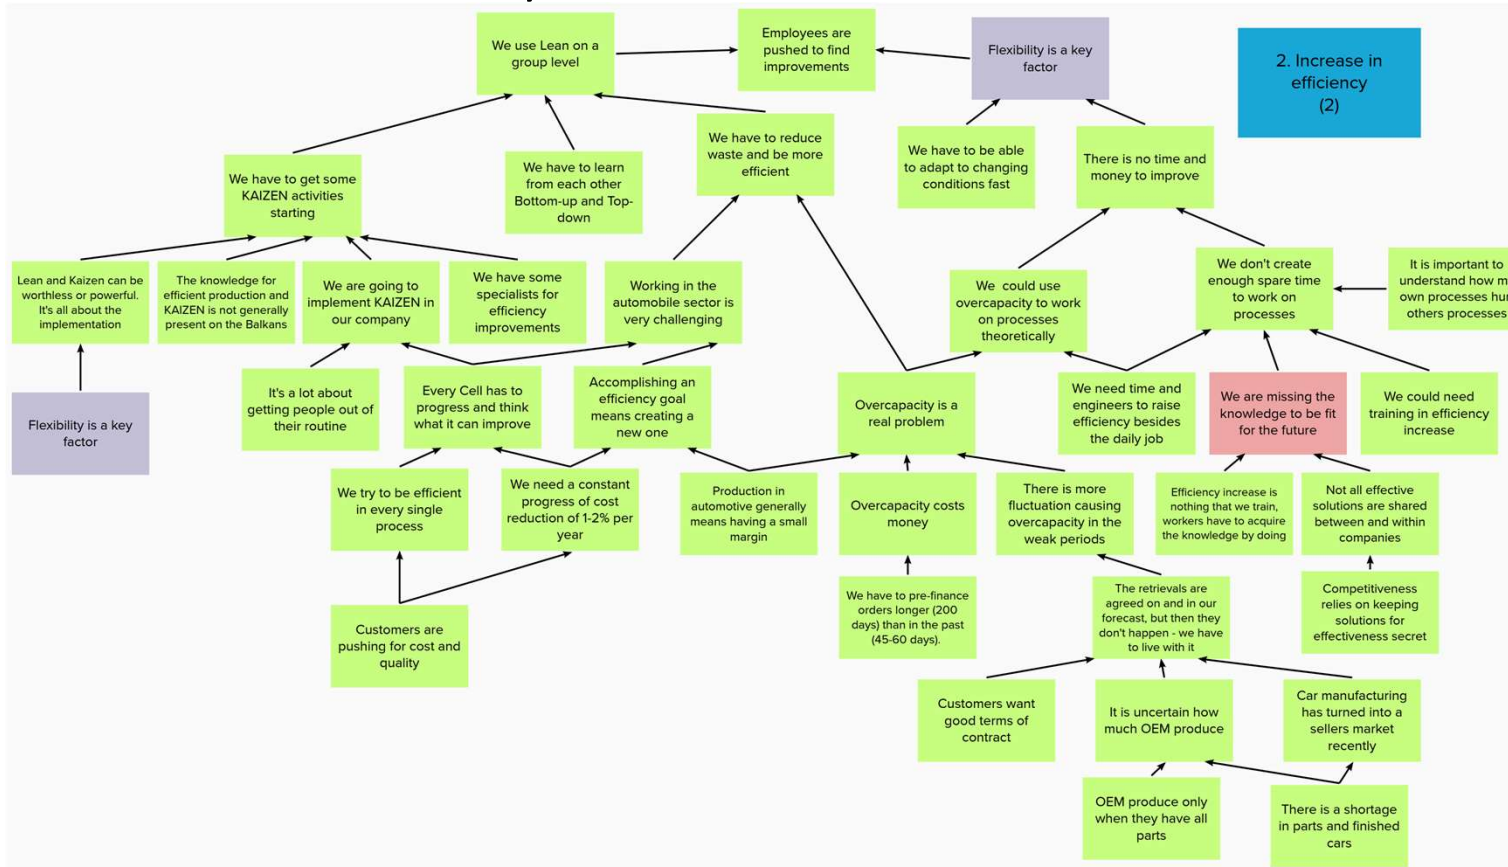 We use Lean on a
group level
Employees are
pushed to find
improvements
Flexibility is a key
factor
2. Increase in
efficiency
(2)
We have to get some
KAIZEN activities
starting
We have to learn
from each other
Bottom-up and Top-
down
We have to reduce
waste and be more
efficient
We have to be able
to adapt to changing
conditions fast
There is no time and
money to improve
Lean and Kaizen can be
worthless or powerful.
It's all about the
implementation
The knowledge for
efficient production and
KAIZEN is not generally
present on the Balkans
We are going to
implement KAIZEN in
our company
We have some
specialists for
efficiency
improvements
Working in the
automobile sector is
very challenging
We could use
overcapacity to work
on processes
theoretically
We don't create
enough spare time
to work on
processes
It is important to
understand how m
own processes hur
others processes
Flexibility is a key
factor
It's a lot about
getting people out of
their routine
Every Cell has to
progress and think
what it can improve
Accomplishing an
efficiency goal
means creating a
new one
Overcapacity is a
real problem
We need time and
engineers to raise
efficiency besides
the daily job
We are missing the
knowledge to be fit
for the future
We could need
training in efficiency
increase
We try to be efficient
in every single
process
We need a constant
progress of cost
reduction of 1-2% per
year
Production in
automotive generally
means having a small
margin
Overcapacity costs
money
There is more
fluctuation causing
overcapacity in the
weak periods
Efficiency increase is
nothing that we train,
workers have to acquire
the knowledge by doing
Not all effective
solutions are shared
between and within
companies
Customers are
pushing for cost and
quality
We have to pre-finance
orders longer (200
days) than in the past
(45-60 days).
The retrievals are
agreed on and in our
forecast, but then they
don't happen - we have
to live with it
Competitiveness
relies on keeping
solutions for
effectiveness secret
Customers want
good terms of
contract
It is uncertain how
much OEM produce
Car manufacturing
has turned into a
sellers market
recently
OEM produce only
when they have all
parts
There is a shortage
in parts and finished
cars